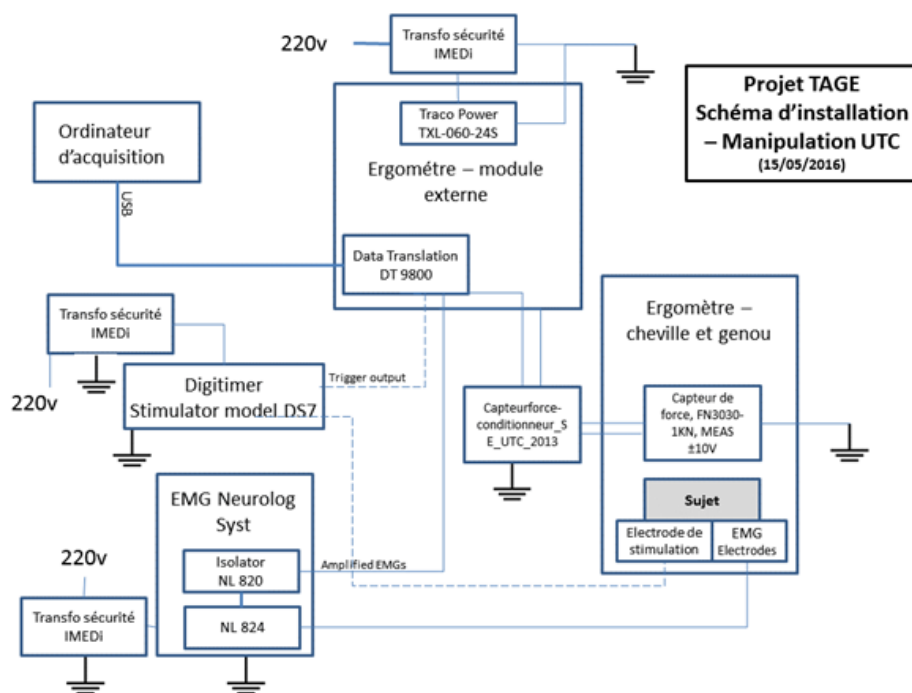 220v
Transfo sécurité
IMEDi
Projet TAGE
Schéma d'installation
– Manipulation UTC
(15/05/2016)
Traco Power
TXL-060-24S
Ordinateur
d'acquisition
Ergométre – module
externe
USB
Data Translation
DT 9800
Ergomètre –
cheville et genou
Transfo sécurité
IMEDi
220v
Digitimer
Stimulator model DS7
Trigger output
Capteurforce-
conditionneur_S
E_UTC_2013
Capteur de
force, FN3030-
1KN, MEAS
±10V
Sujet
Electrode de
stimulation
EMG
Electrodes
EMG Neurolog
Syst
Isolator
NL 820
Amplified EMGs
NL 824
220v
Transfo sécurité
IMEDi